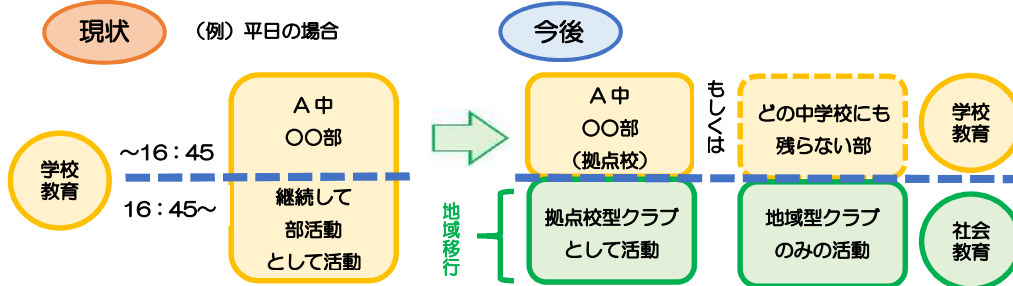 現状
（例）平日の場合
学校
教育
～16：45
16：45～
A中
〇〇部
継続して
部活動
として活動
今後
A中
〇〇部
（拠点校）
もしくは
どの中学校にも
残らない部
学校
教育
地域移行
拠点校型クラブ
として活動
地域型クラブ
のみの活動
社会
教育